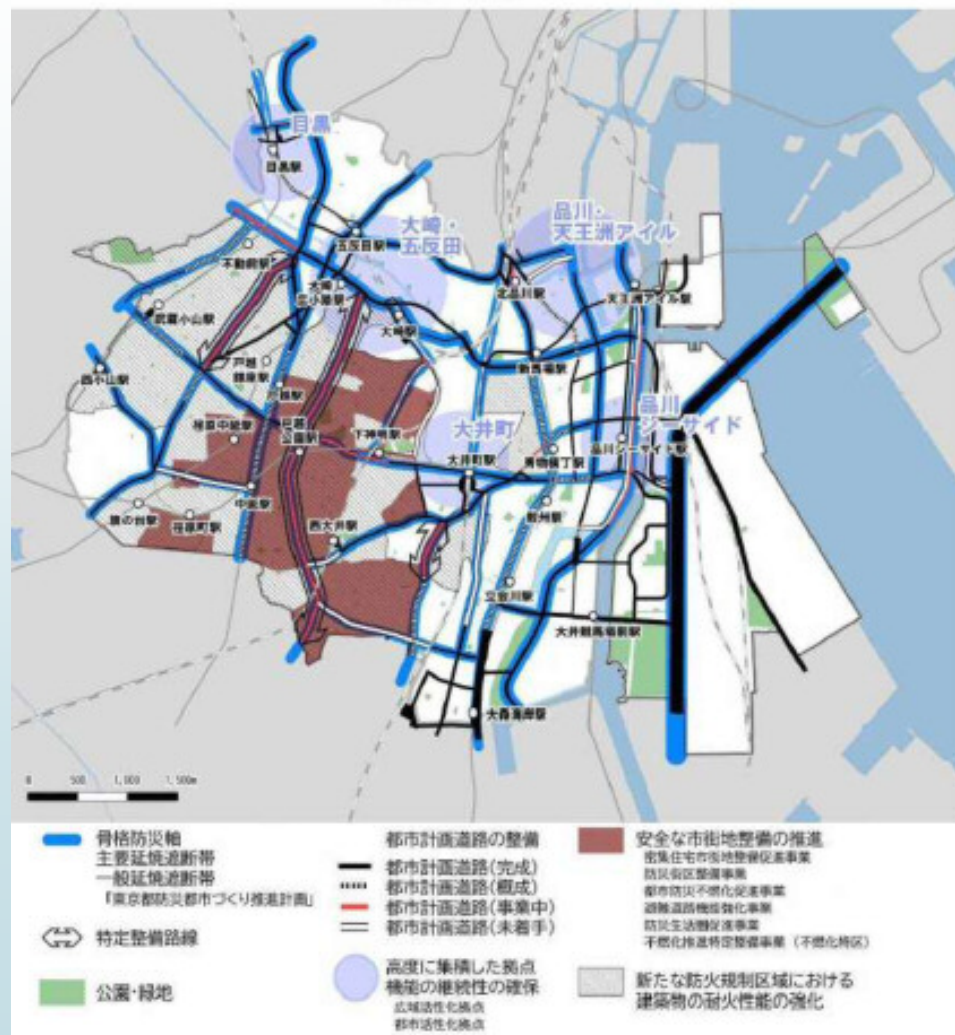 目黒
目黒駅
大崎・
五反田
五反田駅
品川・
天王洲アイル
不動前駅
大崎
広小路駅
北品川駅
天王洲アイル駅
武蔵小山駅
大崎駅
戸越
銀座駅
新馬場駅
西小山駅
戸越駅
品川
シーサイド
荏原中延駅
戸越
公園駅
下神明駅
大井町
大井町駅
青物横丁駅
品川シーサイド駅
中延駅
旗の台駅
荏原町駅
西大井駅
鮫洲駅
立会川駅
大井競馬場前駅
大森海岸駅
0 500 1,000 1,500m
骨格防災軸
主要延焼遮断帯
一般延焼遮断帯
「東京都防災都市づくり推進計画」
特定整備路線
公園・緑地
都市計画道路の整備
都市計画道路(完成)
都市計画道路(概成)
都市計画道路(事業中)
都市計画道路(未着手)
高度に集積した拠点
機能の継続性の確保
広域活性化拠点
都市活性化拠点
安全な市街地整備の推進
密集住宅市街地整備促進事業
防災街区整備事業
都市防災不燃化促進事業
避難道路機能強化事業
防災生活圏促進事業
不燃化推進特定整備事業（不燃化特区）
新たな防火規制区域における
建築物の耐火性能の強化